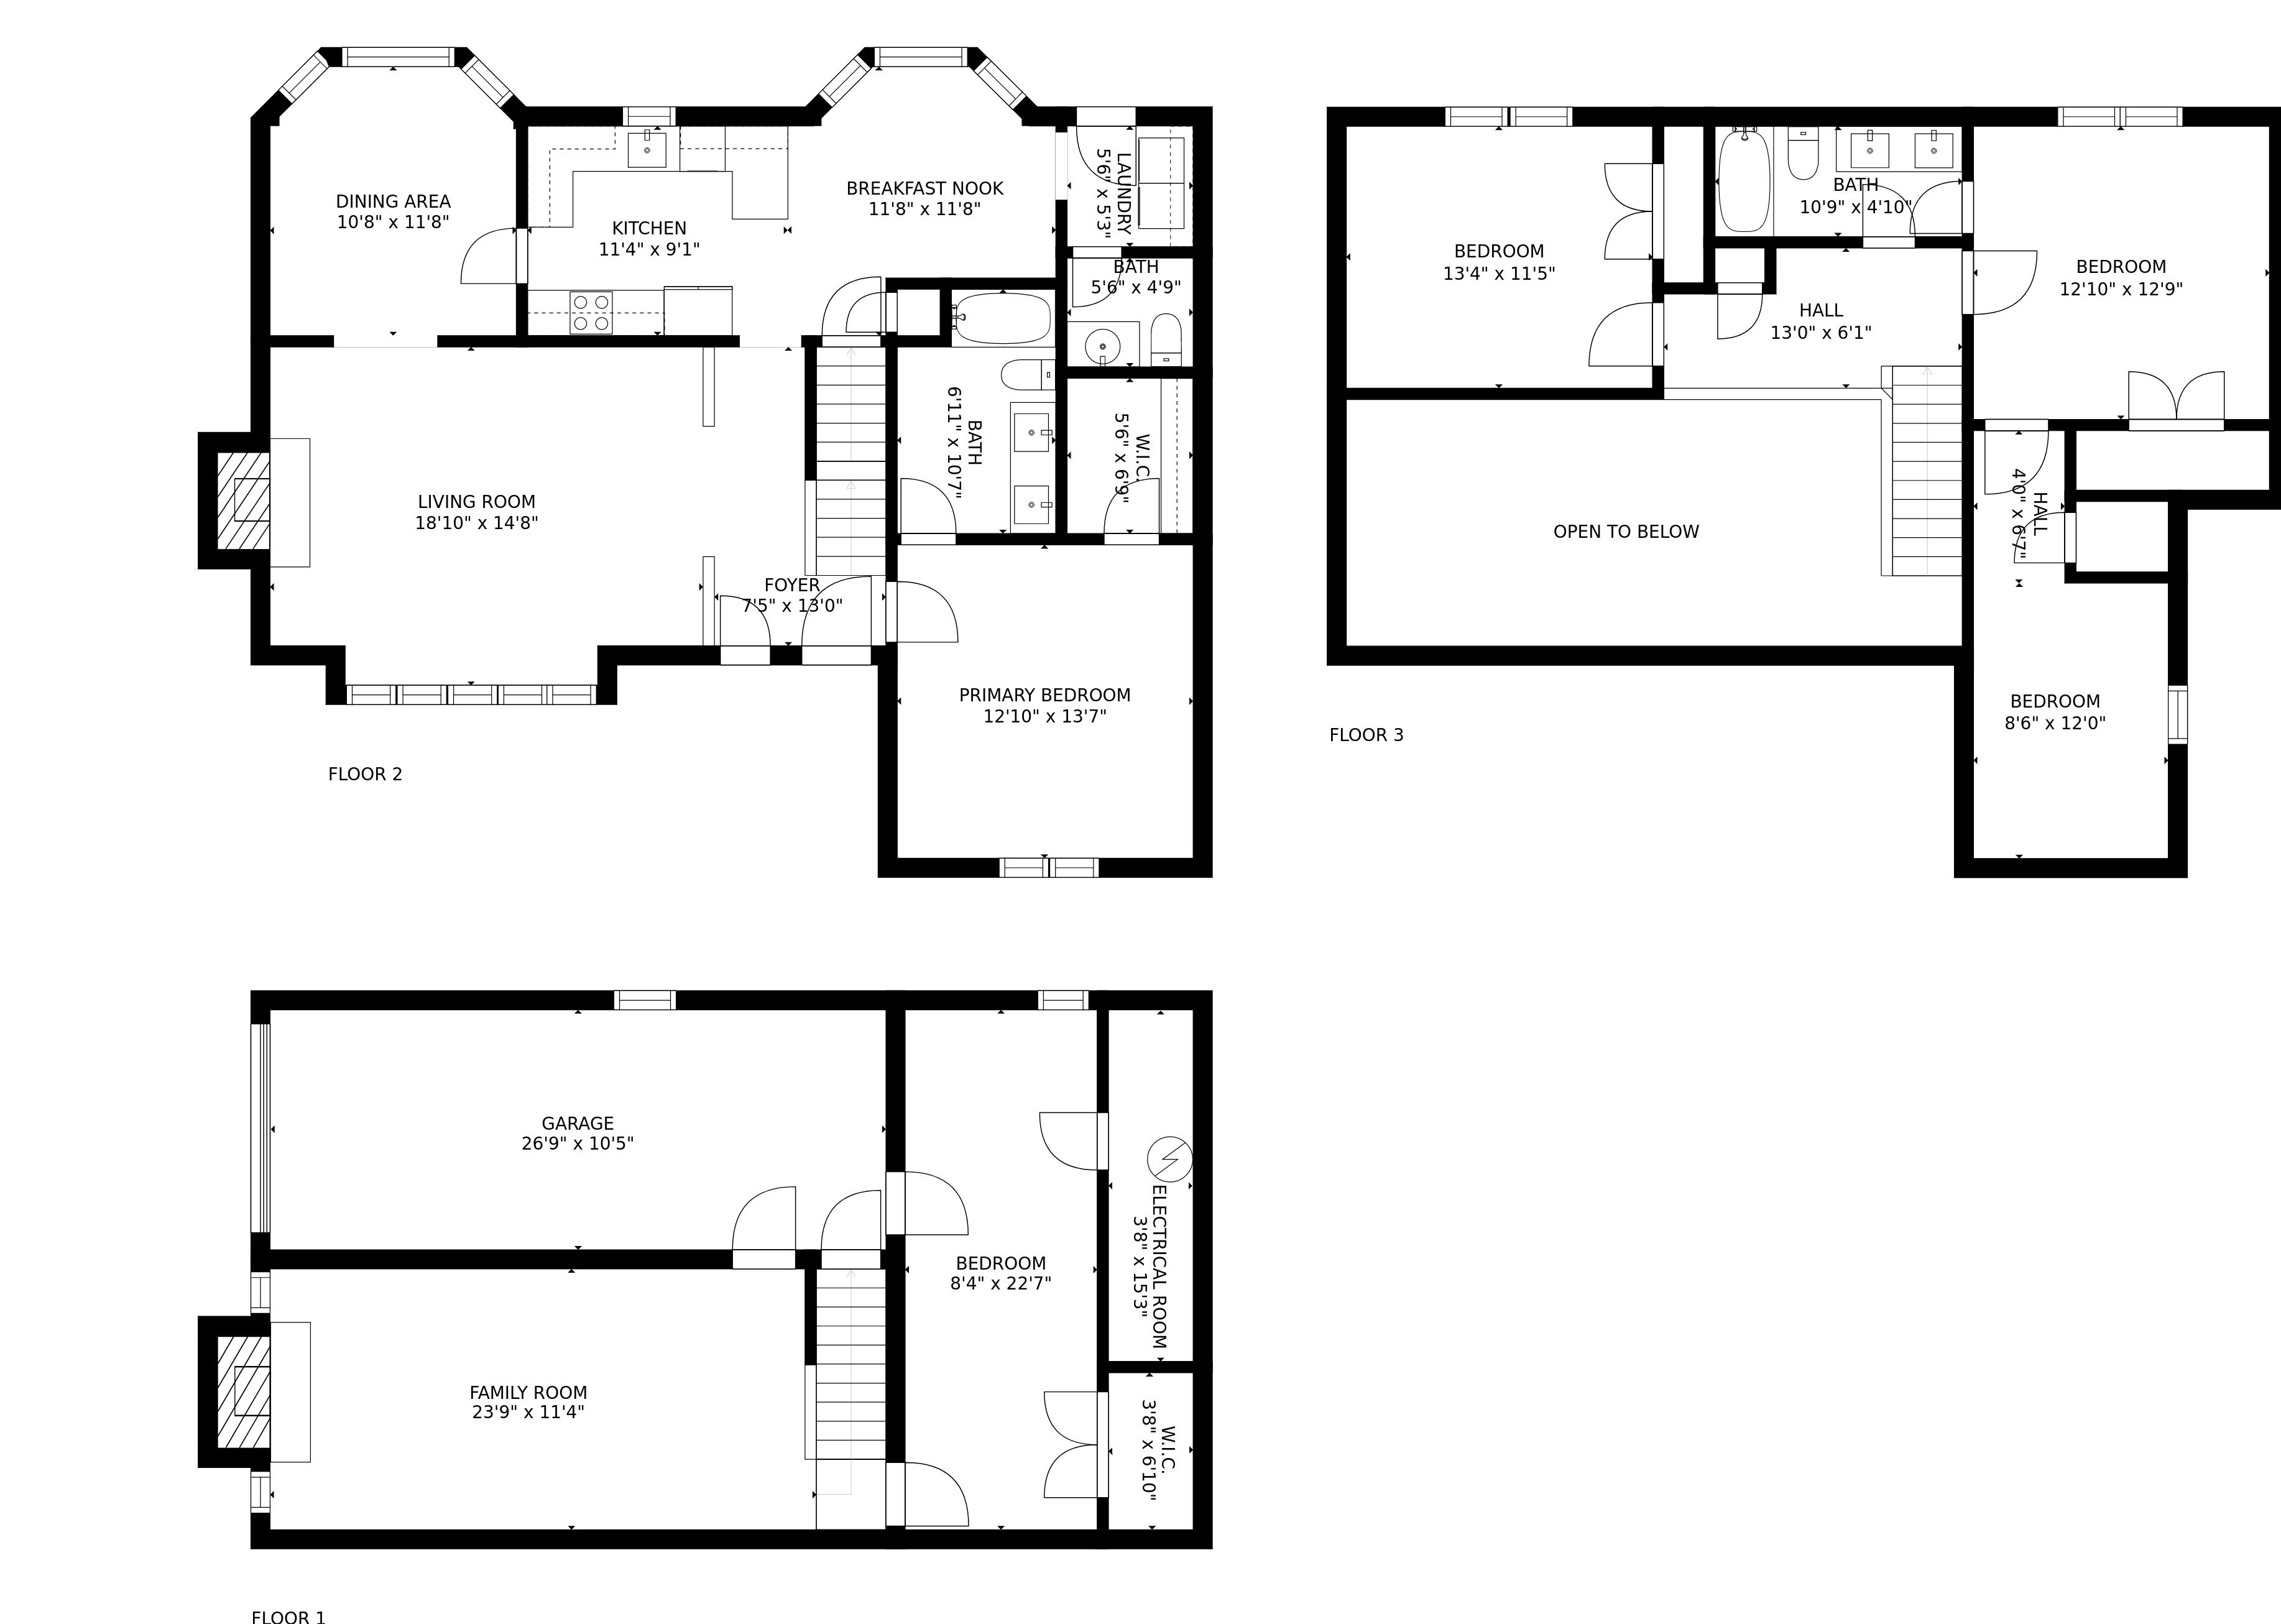 DINING AREA
10'8" x 11'8"
KITCHEN
11'4" x 9'1"
BREAKFAST NOOK
11'8" x 11'8"
LAUNDRY
5'6" x 5'3"
BATH
5'6" x 4'9"
BATH
6'11" x 10'7"
W.I.C.
5'6" x 6'9"
LIVING ROOM
18'10" x 14'8"
FOYER
7'5" x 13'0"
PRIMARY BEDROOM
12'10" x 13'7"
FLOOR 2
BEDROOM
13'4" x 11'5"
BATH
10'9" x 4'10"
HALL
13'0" x 6'1"
BEDROOM
12'10" x 12'9"
HALL
4'0" x 6'7"
OPEN TO BELOW
BEDROOM
8'6" x 12'0"
FLOOR 3
GARAGE
26'9" x 10'5"
BEDROOM
8'4" x 22'7"
ELECTRICAL ROOM
3'8" x 15'3"
FAMILY ROOM
23'9" x 11'4"
W.I.C.
3'8" x 6'10"
FLOOR 1